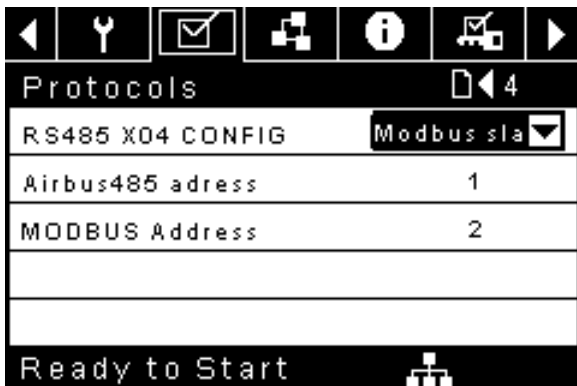 Protocols 4
RS485 X04 CONFIG Modbus sla
Airbus485 adress 1
MODBUS Address 2
Ready to Start